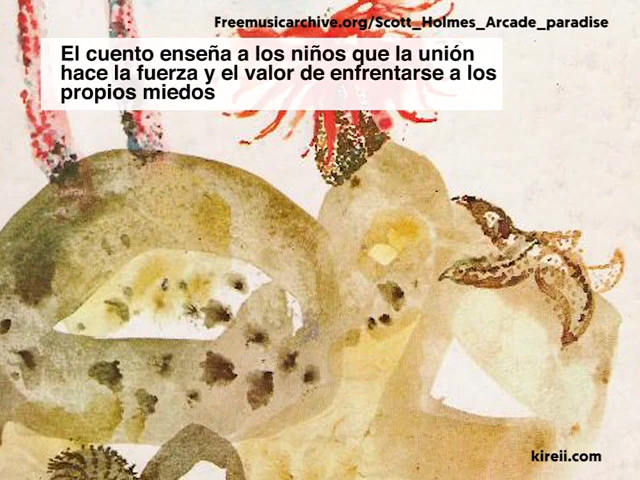 Freemusicarchive.org/Scott_Holmes_Arcade_paradise
El cuento enseña a los niños que la unión
hace la fuerza y el valor de enfrentarse a los
propios miedos
kireii.com